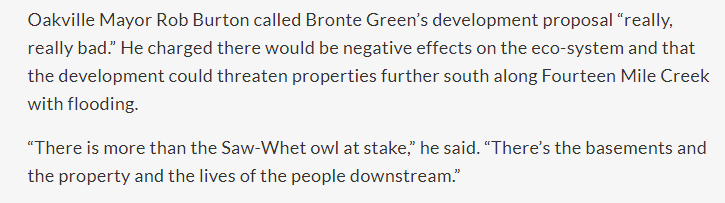 Oakville Mayor Rob Burton called Bronte Green’s development proposal “really,
really bad.” He charged there would be negative effects on the eco-system and that
the development could threaten properties further south along Fourteen Mile Creek
with flooding.
“There is more than the Saw-Whet owl at stake,” he said. “There’s the basements and
the property and the lives of the people downstream.”